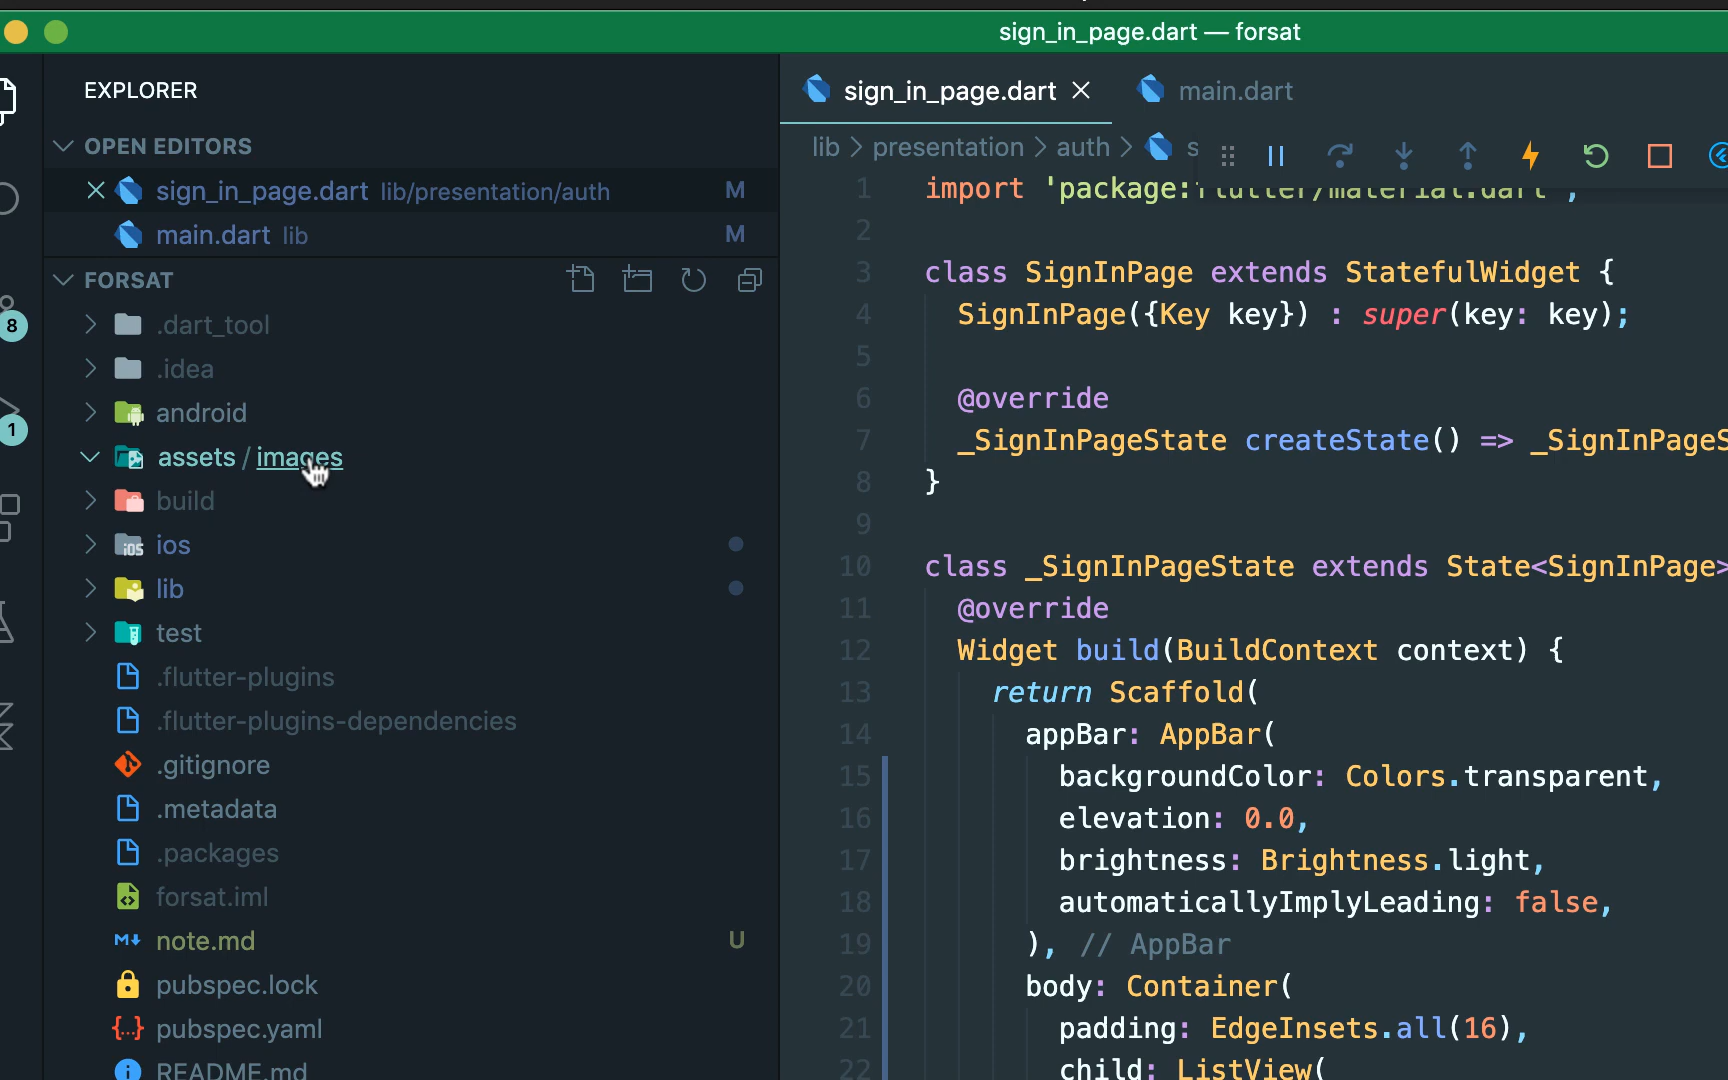 sign_in_page.dart — forsat
EXPLORER
OPEN EDITORS
sign_in_page.dart lib/presentation/auth M
main.dart lib M
FORSAT
.dart_tool
.idea
android
assets / images
build
ios
lib
test
.flutter-plugins
.flutter-plugins-dependencies
.gitignore
.metadata
.packages
forsat.iml
note.md U
pubspec.lock
pubspec.yaml
README.md
8
1
sign_in_page.dart main.dart
lib > presentation > auth > s
1 import 'package:flutter/material.dart';
2
3 class SignInPage extends StatefulWidget {
4 SignInPage({Key key}) : super(key: key);
5
6 @override
7 _SignInPageState createState() => _SignInPageS
8 }
9
10 class _SignInPageState extends State<SignInPage>
11 @override
12 Widget build(BuildContext context) {
13 return Scaffold(
14 appBar: AppBar(
15 backgroundColor: Colors.transparent,
16 elevation: 0.0,
17 brightness: Brightness.light,
18 automaticallyImplyLeading: false,
19 ), // AppBar
20 body: Container(
21 padding: EdgeInsets.all(16),
22 child: ListView(